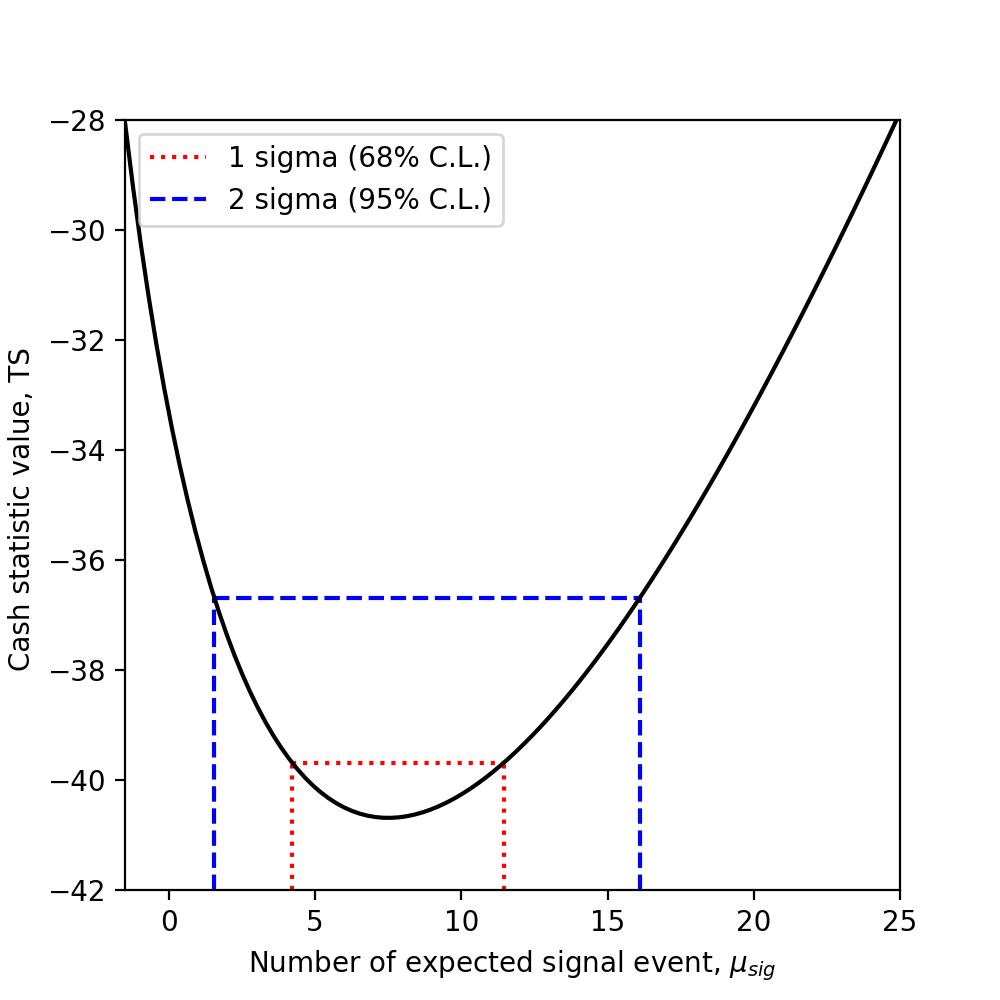 −28
−30
−32
−34
−36
−38
−40
−42
Cash statistic value, TS
1 sigma (68% C.L.)
2 sigma (95% C.L.)
0 5 10 15 20 25
Number of expected signal event, μ_sig